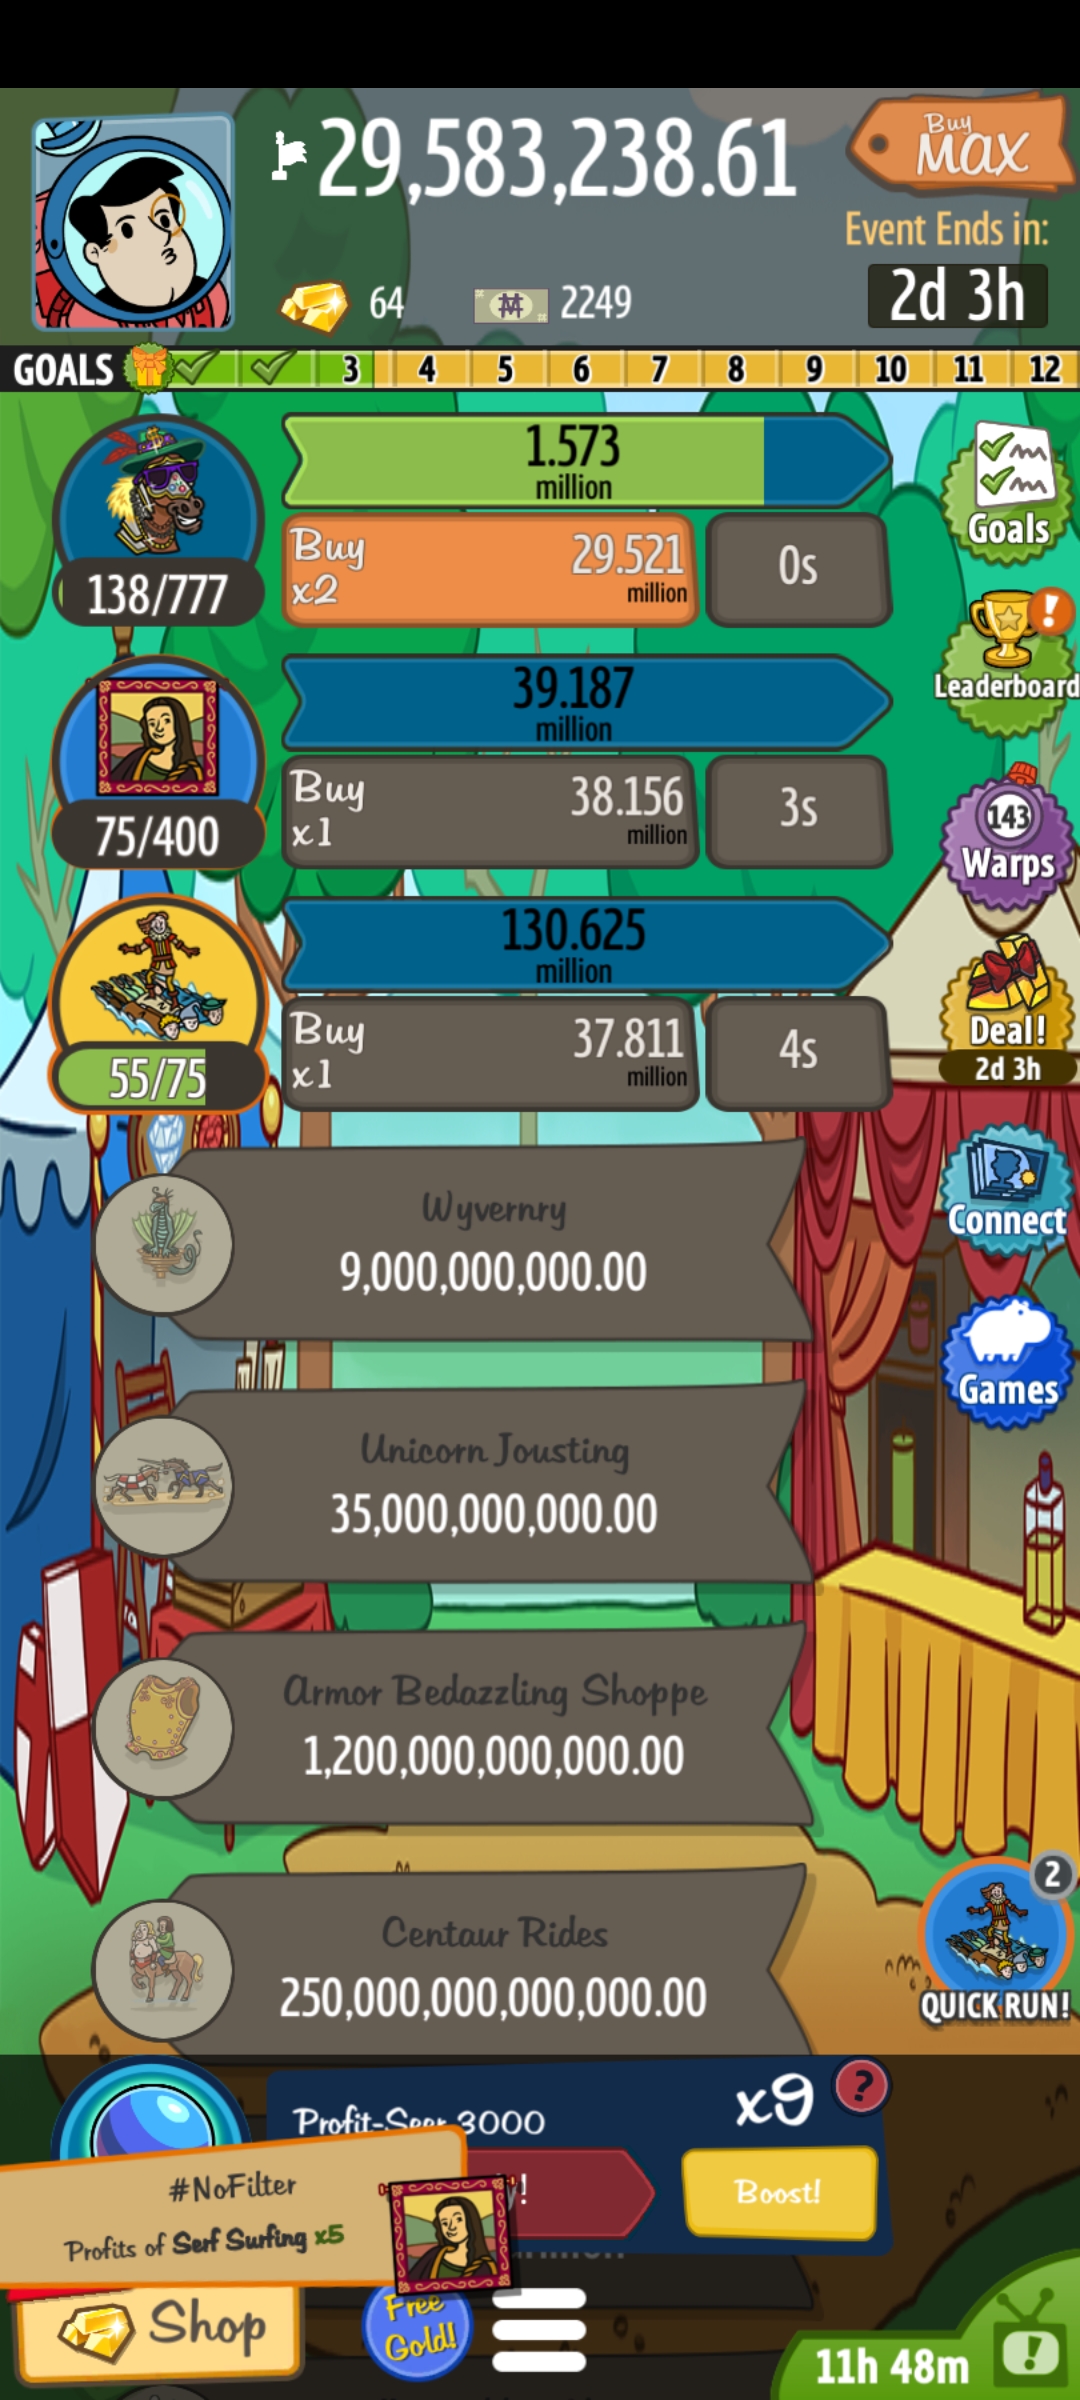 29,583,238.61
Buy
MAX
Event Ends in:
2d 3h
64
2249
GOALS 3 4 5 6 7 8 9 10 11 12
1.573
million
Buy
x2
29.521
million
0s
138/777
Goals
39.187
million
Leaderboard
Buy
x1
38.156
million
3s
75/400
143
Warps
130.625
million
Buy
x1
37.811
million
4s
55/75
Deal!
2d 3h
Wyvernry
9,000,000,000.00
Connect
Unicorn Jousting
35,000,000,000.00
Games
Armor Bedazzling Shoppe
1,200,000,000,000.00
Centaur Rides
250,000,000,000,000.00
2
QUICK RUN!
Profit-Seer 3000
x9
?
Boost!
#NoFilter
Profits of Serf Surfing x5
Shop
Free
Gold!
11h 48m